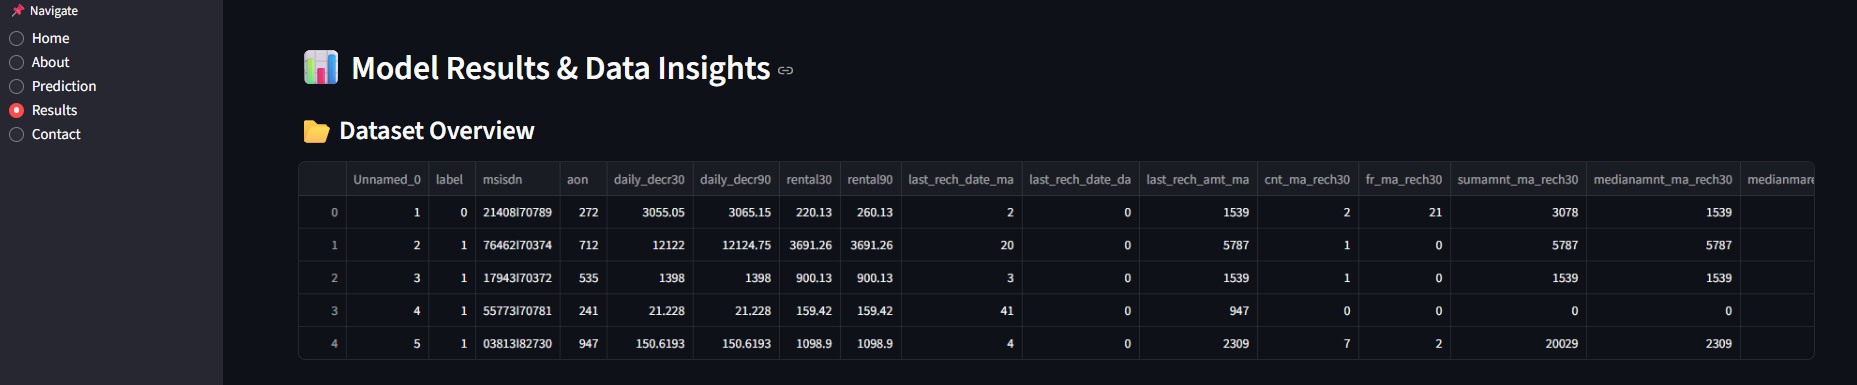 📌 Navigate
Home
About
Prediction
Results
Contact
📊 Model Results & Data Insights
📂 Dataset Overview
Unnamed_0 label msisdn aon daily_decr30 daily_decr90 rental30 rental90 last_rech_date_ma last_rech_date_da last_rech_amt_ma cnt_ma_rech30 fr_ma_rech30 sumamnt_ma_rech30 medianamnt_ma_rech30 medianmare
0 1 0 21408I70789 272 3055.05 3065.15 220.13 260.13 2 0 1539 2 21 3078 1539
1 2 1 76462I70374 712 12122 12124.75 3691.26 3691.26 20 0 5787 1 0 5787 5787
2 3 1 17943I70372 535 1398 1398 900.13 900.13 3 0 1539 1 0 1539 1539
3 4 1 55773I70781 241 21.228 21.228 159.42 159.42 41 0 947 0 0 0 0
4 5 1 03813I82730 947 150.6193 150.6193 1098.9 1098.9 4 0 2309 7 2 20029 2309